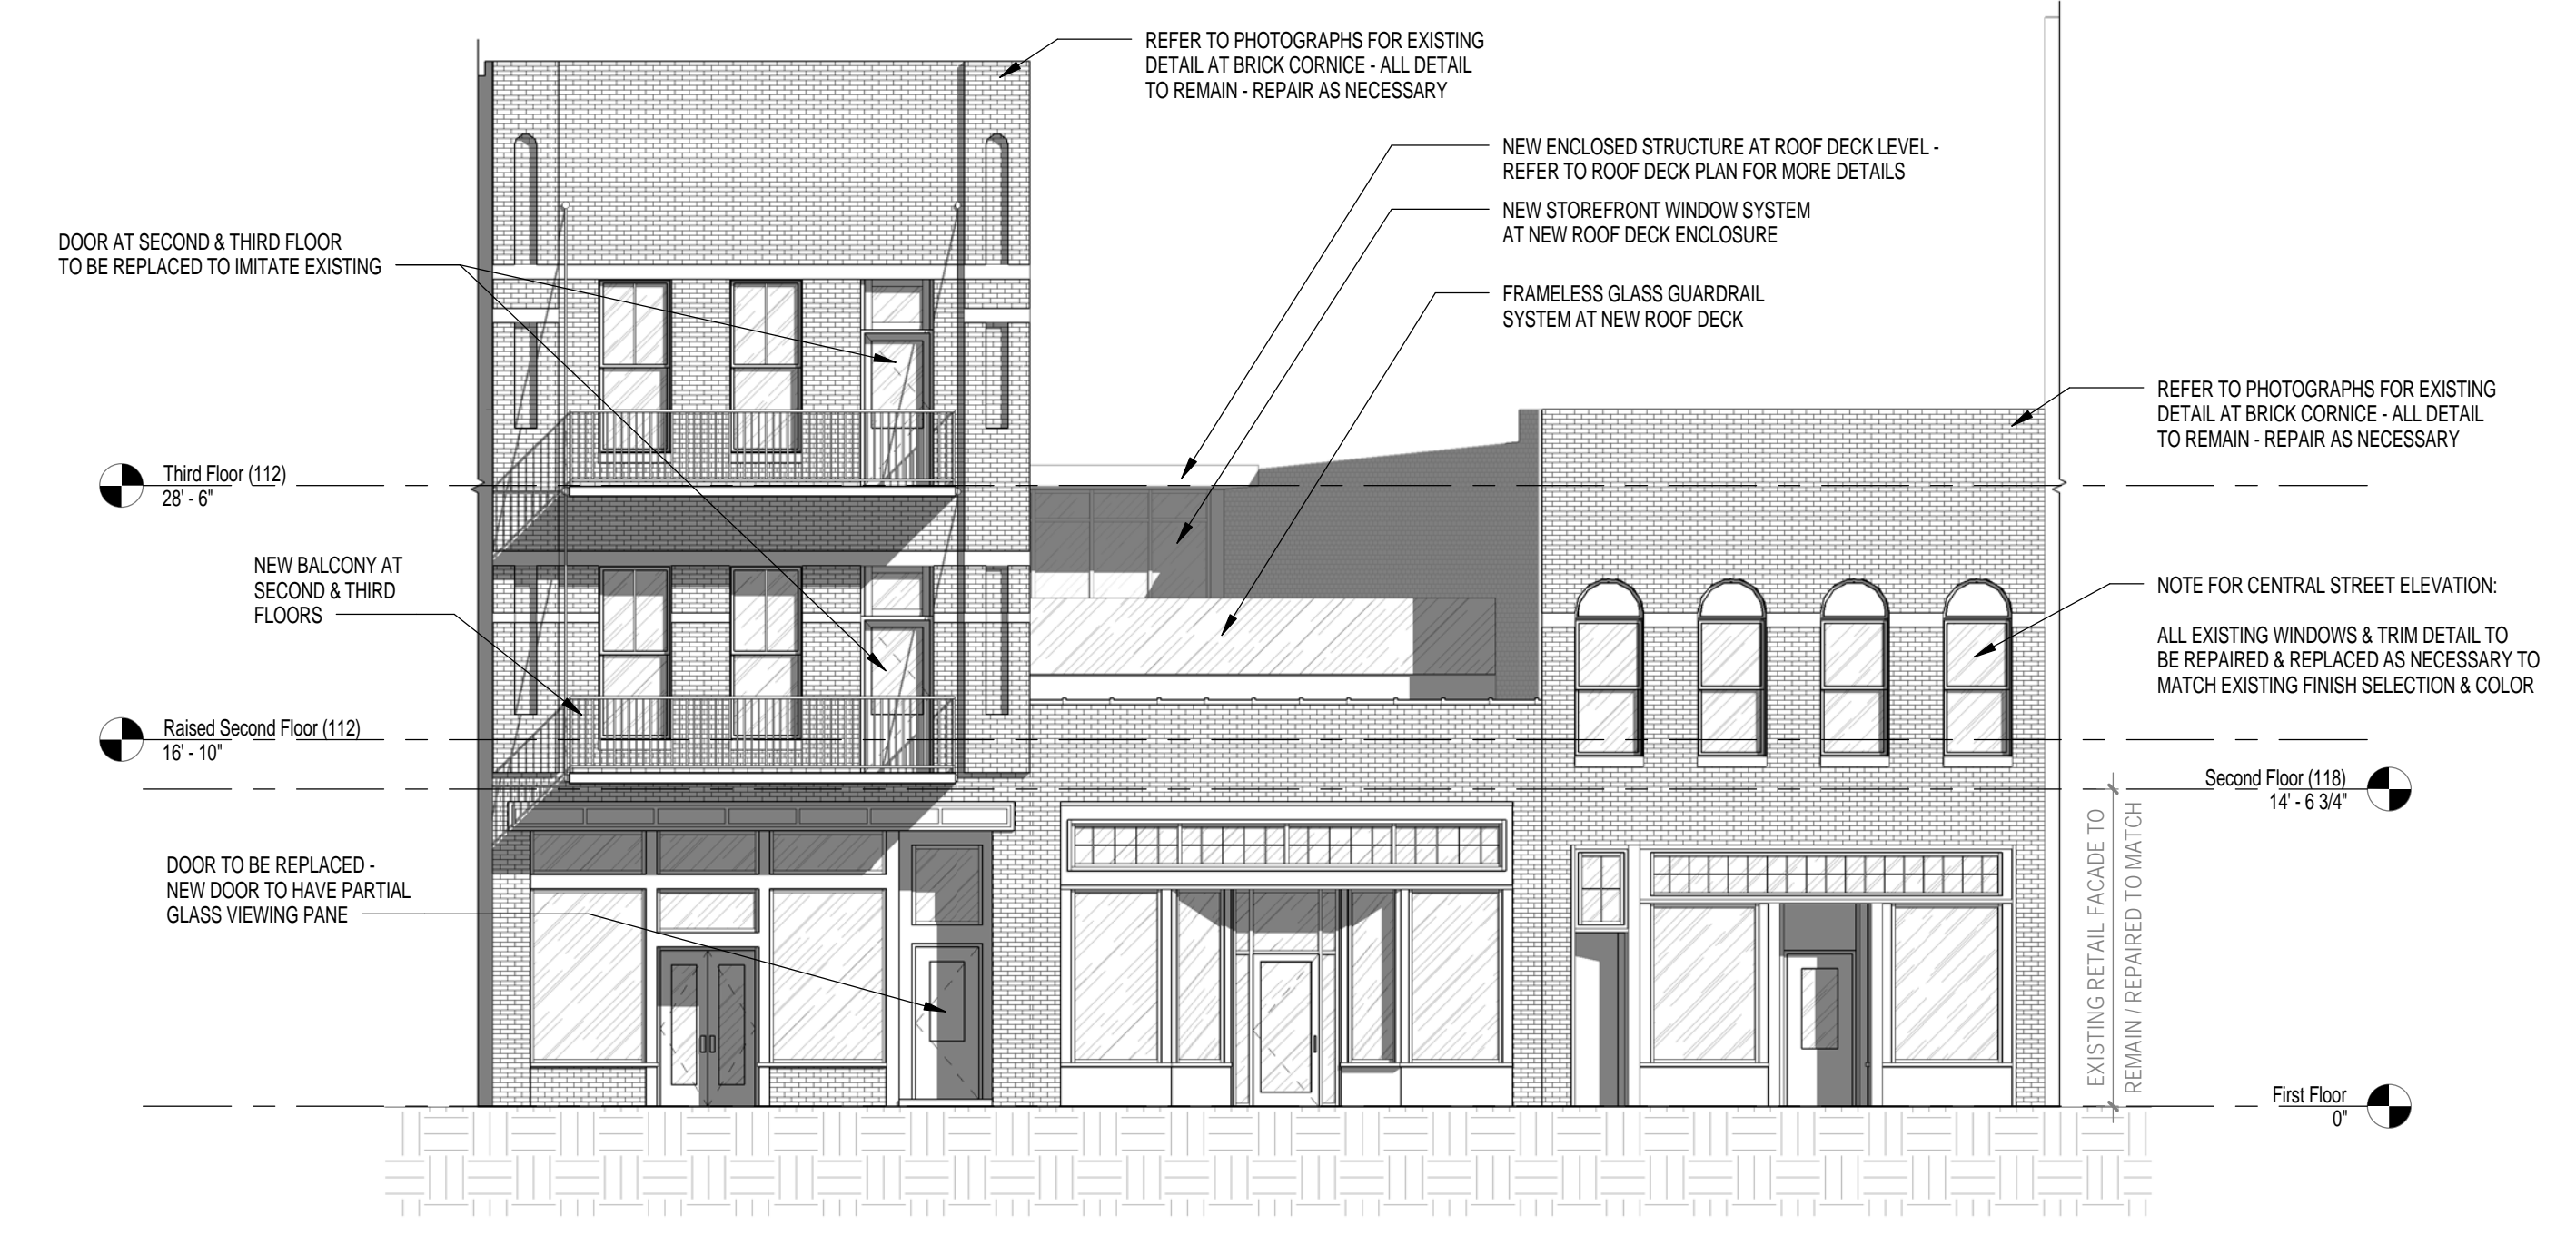 REFER TO PHOTOGRAPHS FOR EXISTING
DETAIL AT BRICK CORNICE - ALL DETAIL
TO REMAIN - REPAIR AS NECESSARY
NEW ENCLOSED STRUCTURE AT ROOF DECK LEVEL -
REFER TO ROOF DECK PLAN FOR MORE DETAILS
NEW STOREFRONT WINDOW SYSTEM
AT NEW ROOF DECK ENCLOSURE
FRAMELESS GLASS GUARDRAIL
SYSTEM AT NEW ROOF DECK
DOOR AT SECOND & THIRD FLOOR
TO BE REPLACED TO IMITATE EXISTING
REFER TO PHOTOGRAPHS FOR EXISTING
DETAIL AT BRICK CORNICE - ALL DETAIL
TO REMAIN - REPAIR AS NECESSARY
Third Floor (112)
28' - 6"
NEW BALCONY AT
SECOND & THIRD
FLOORS
NOTE FOR CENTRAL STREET ELEVATION:
ALL EXISTING WINDOWS & TRIM DETAIL TO
BE REPAIRED & REPLACED AS NECESSARY TO
MATCH EXISTING FINISH SELECTION & COLOR
Raised Second Floor (112)
16' - 10"
Second Floor (118)
14' - 6 3/4"
DOOR TO BE REPLACED -
NEW DOOR TO HAVE PARTIAL
GLASS VIEWING PANE
EXISTING RETAIL FACADE TO
REMAIN / REPAIRED TO MATCH
First Floor
0"